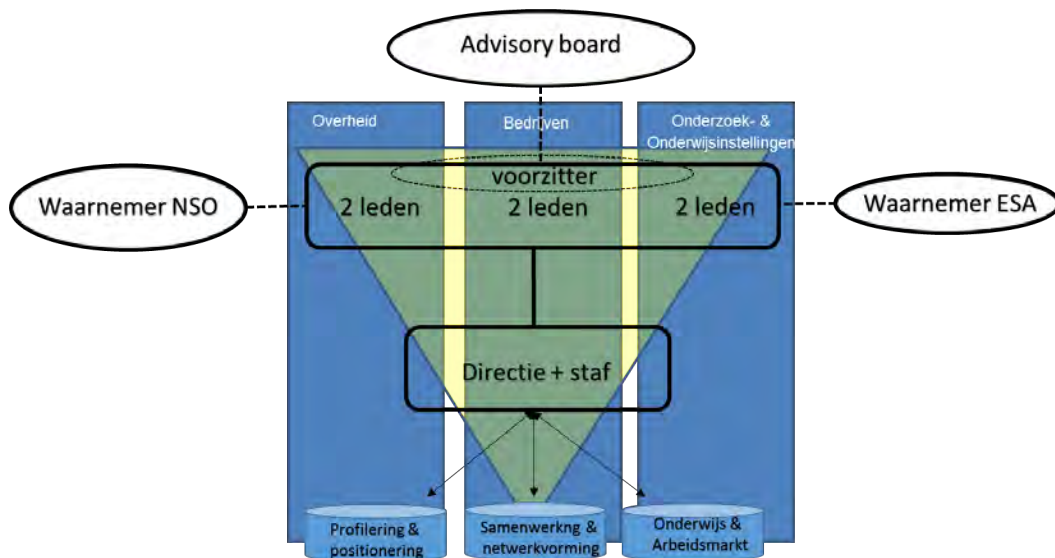 Advisory board
Overheid
Bedrijven
Onderzoek- &
Onderwijsinstellingen
voorzitter
Waarnemer NSO
2 leden
2 leden
2 leden
Waarnemer ESA
Directie + staf
Profilering &
positionering
Samenwerkng &
netwerkvorming
Onderwijs &
Arbeidsmarkt